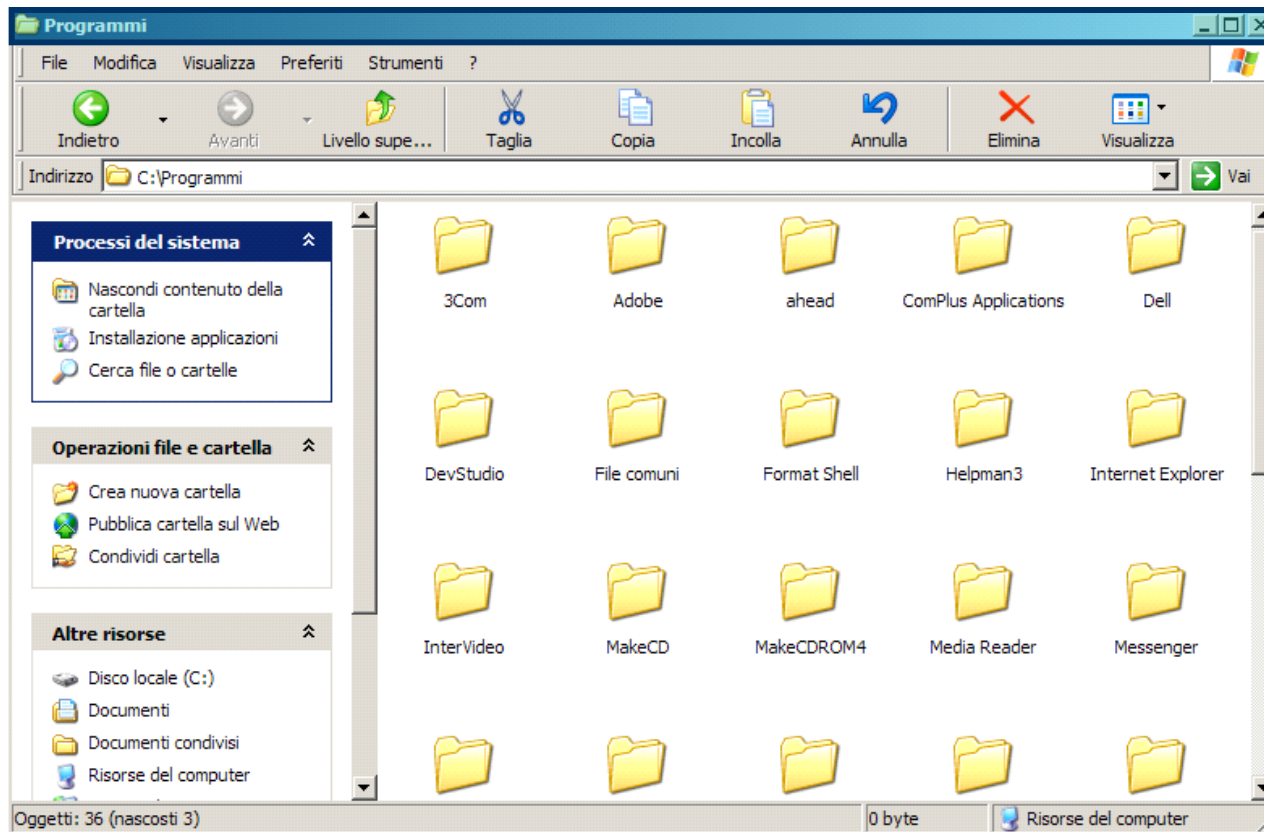 Programmi
File Modifica Visualizza Preferiti Strumenti ?
Indietro Avanti Livello supe... Taglia Copia Incolla Annulla Elimina Visualizza
Indirizzo C:\Programmi Vai
Processi del sistema
Nascondi contenuto della
cartella
Installazione applicazioni
Cerca file o cartelle
Operazioni file e cartella
Crea nuova cartella
Pubblica cartella sul Web
Condividi cartella
Altre risorse
Disco locale (C:)
Documenti
Documenti condivisi
Risorse del computer
3Com Adobe ahead ComPlus Applications Dell
DevStudio File comuni Format Shell Helpman3 Internet Explorer
InterVideo MakeCD MakeCDROM4 Media Reader Messenger
Oggetti: 36 (nascosti 3) 0 byte Risorse del computer